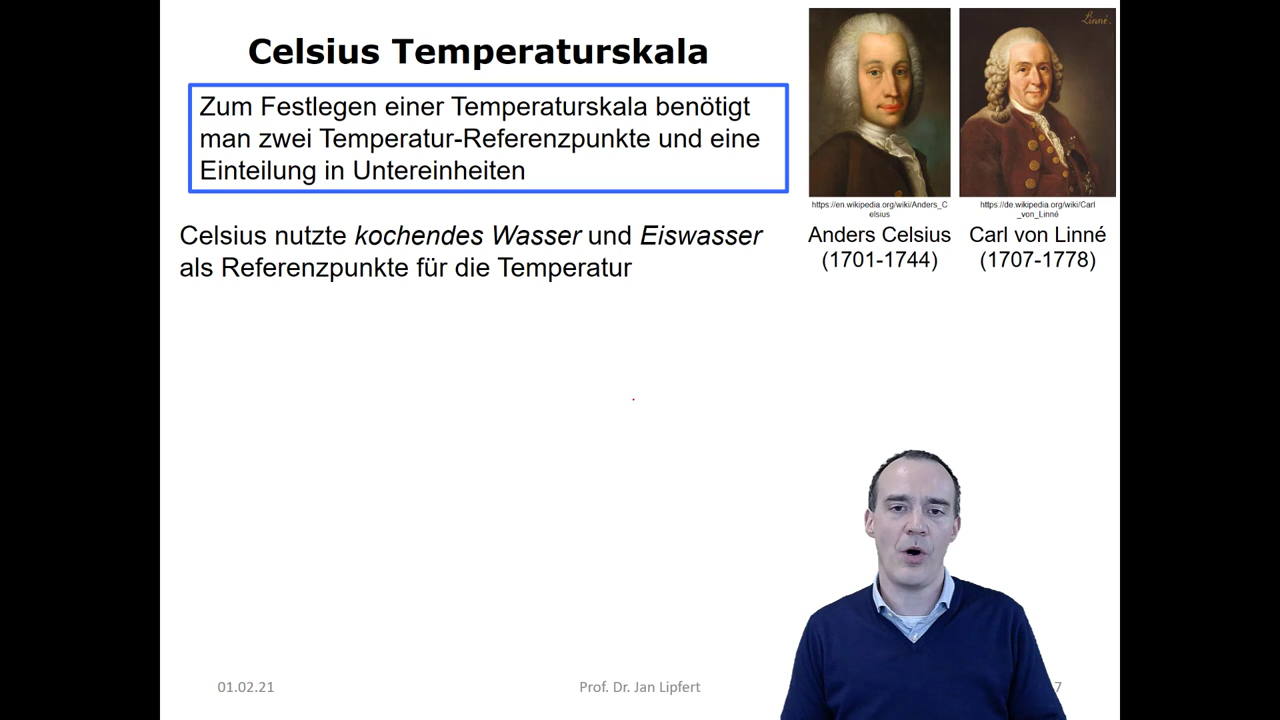 Celsius Temperaturskala
Zum Festlegen einer Temperaturskala benötigt
man zwei Temperatur-Referenzpunkte und eine
Einteilung in Untereinheiten
Celsius nutzte kochendes Wasser und Eiswasser
als Referenzpunkte für die Temperatur
Linné.
https://en.wikipedia.org/wiki/Anders_C
elsius
https://de.wikipedia.org/wiki/Carl
_von_Linné
Anders Celsius
(1701-1744)
Carl von Linné
(1707-1778)
01.02.21
Prof. Dr. Jan Lipfert
7